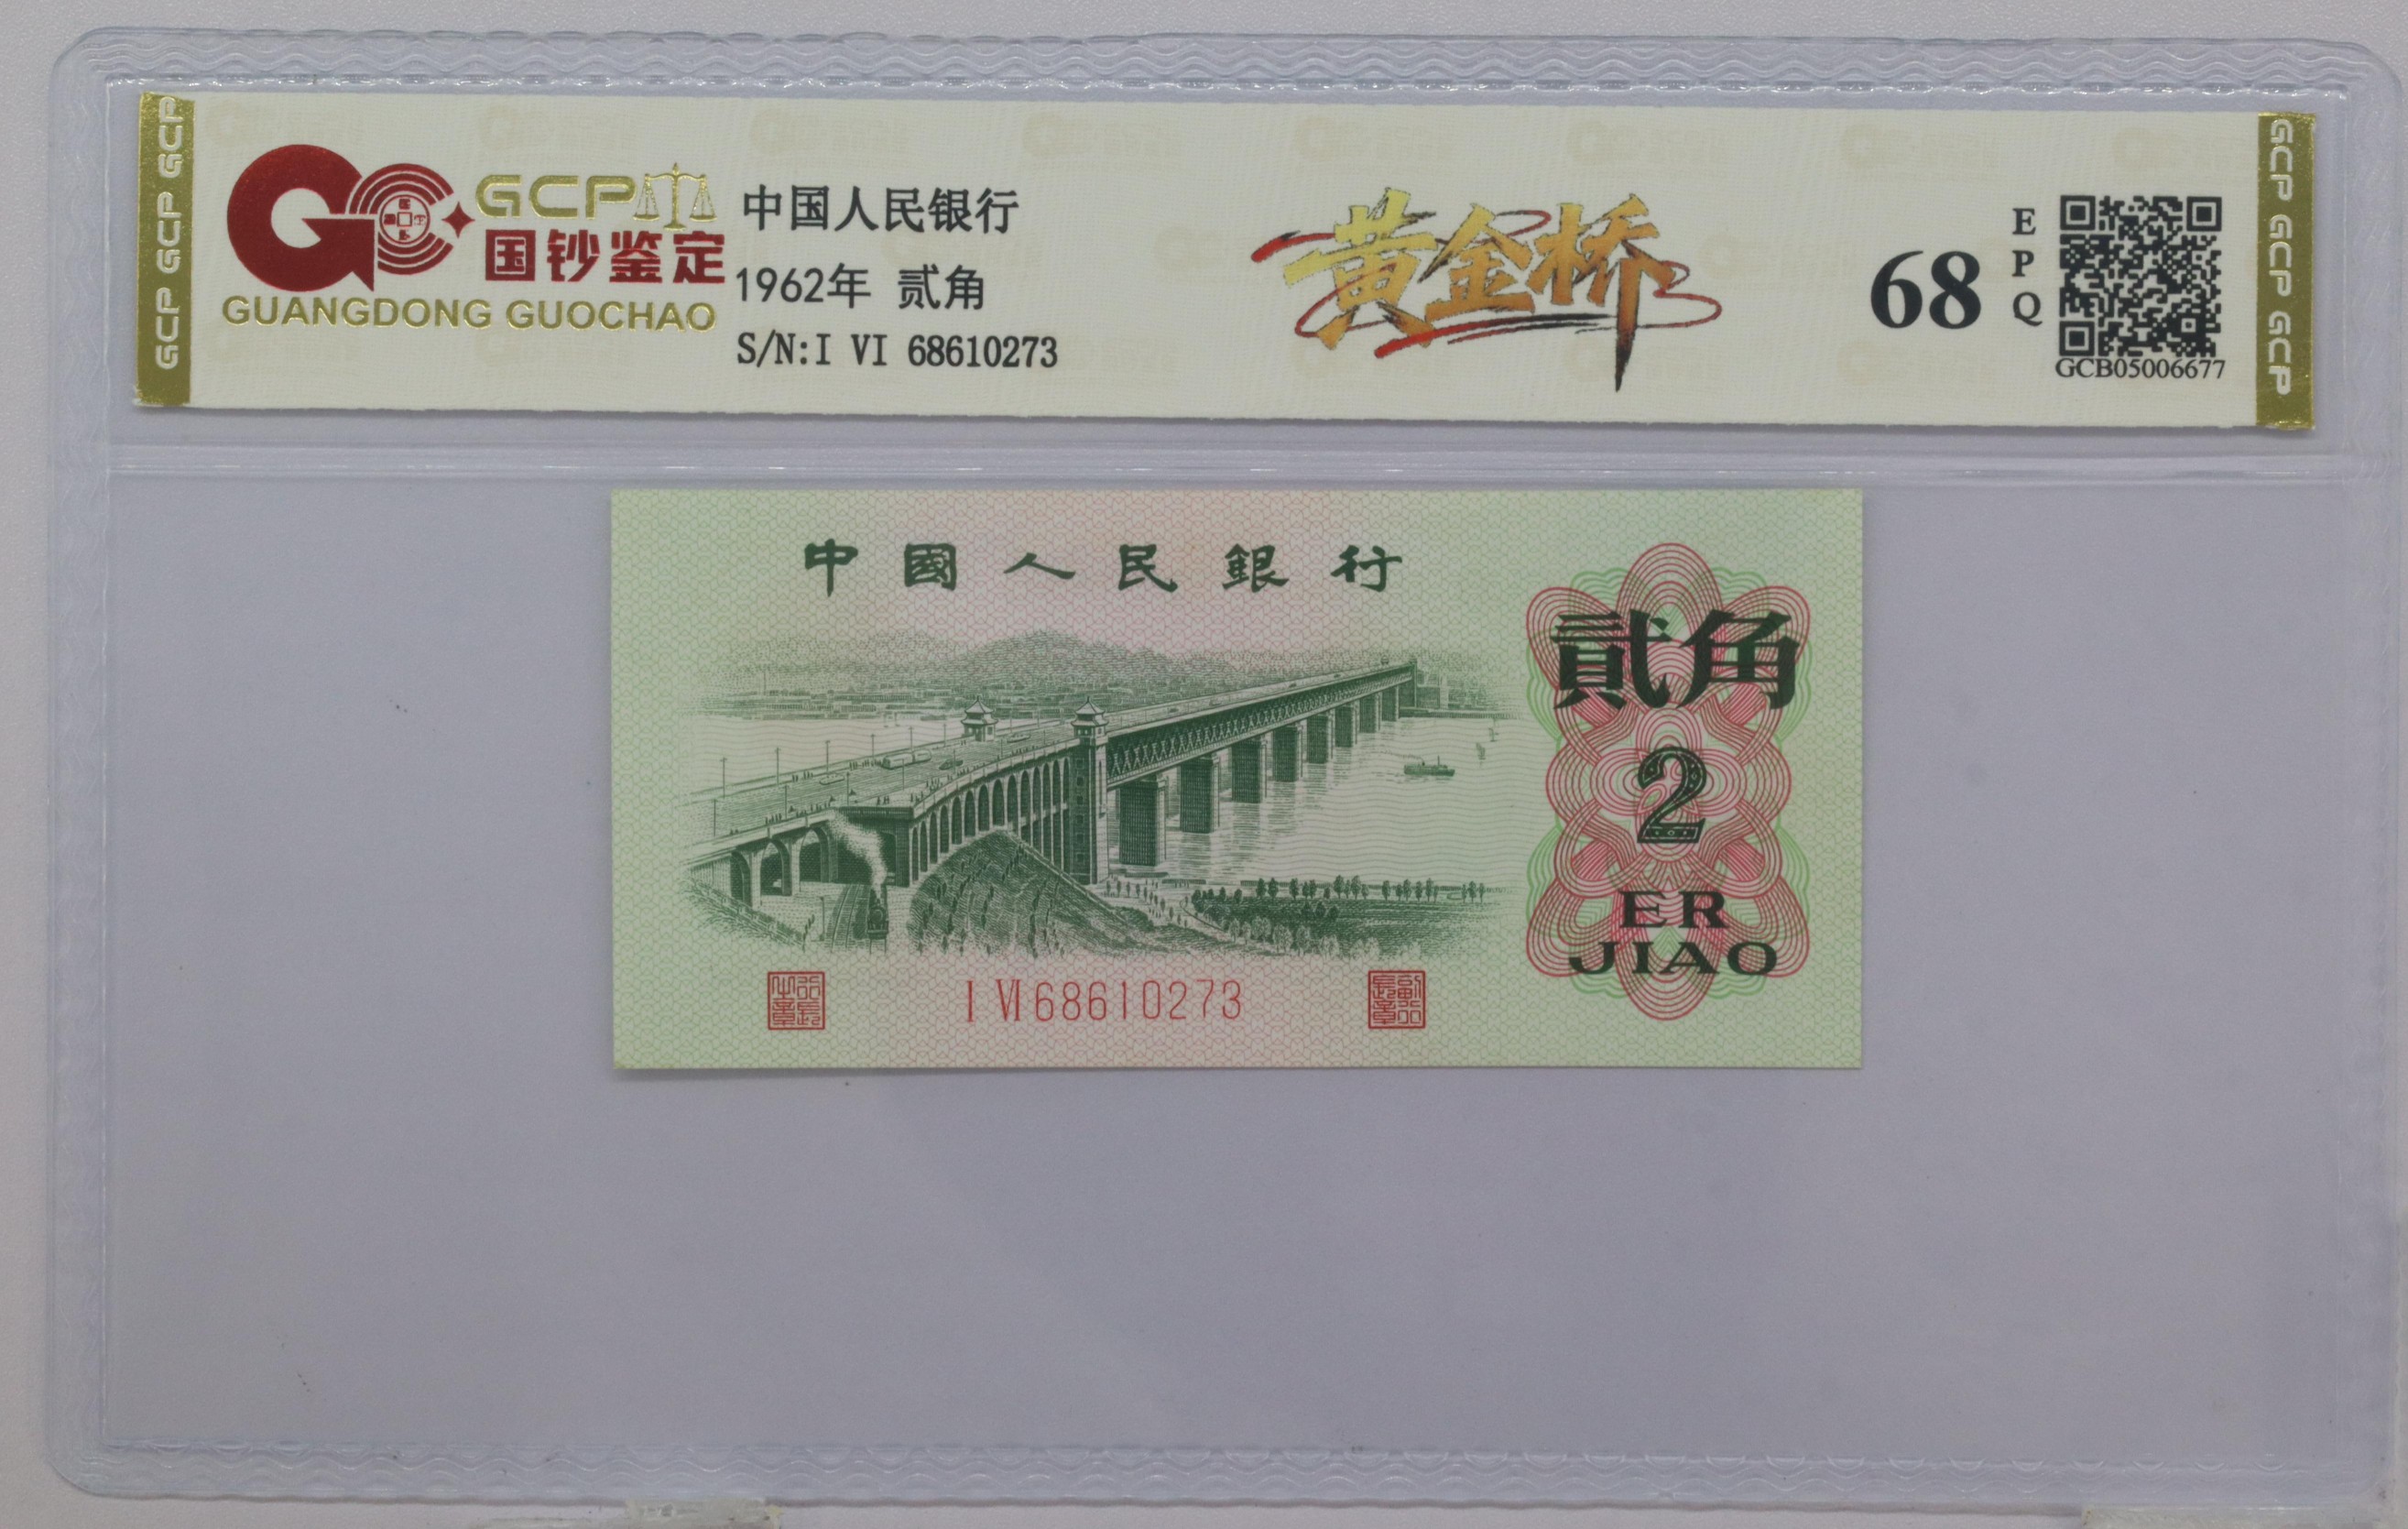 GCP GCP GCP
GCP
国钞鉴定
GUANGDONG GUOCHAO
中国人民银行
1962年 贰角
S/N:I VI 68610273
黄金桥
68
EPQ
GCB05006677
GCP GCP GCP
中國人民銀行
貳角
2
ER
JIAO
I VI 68610273